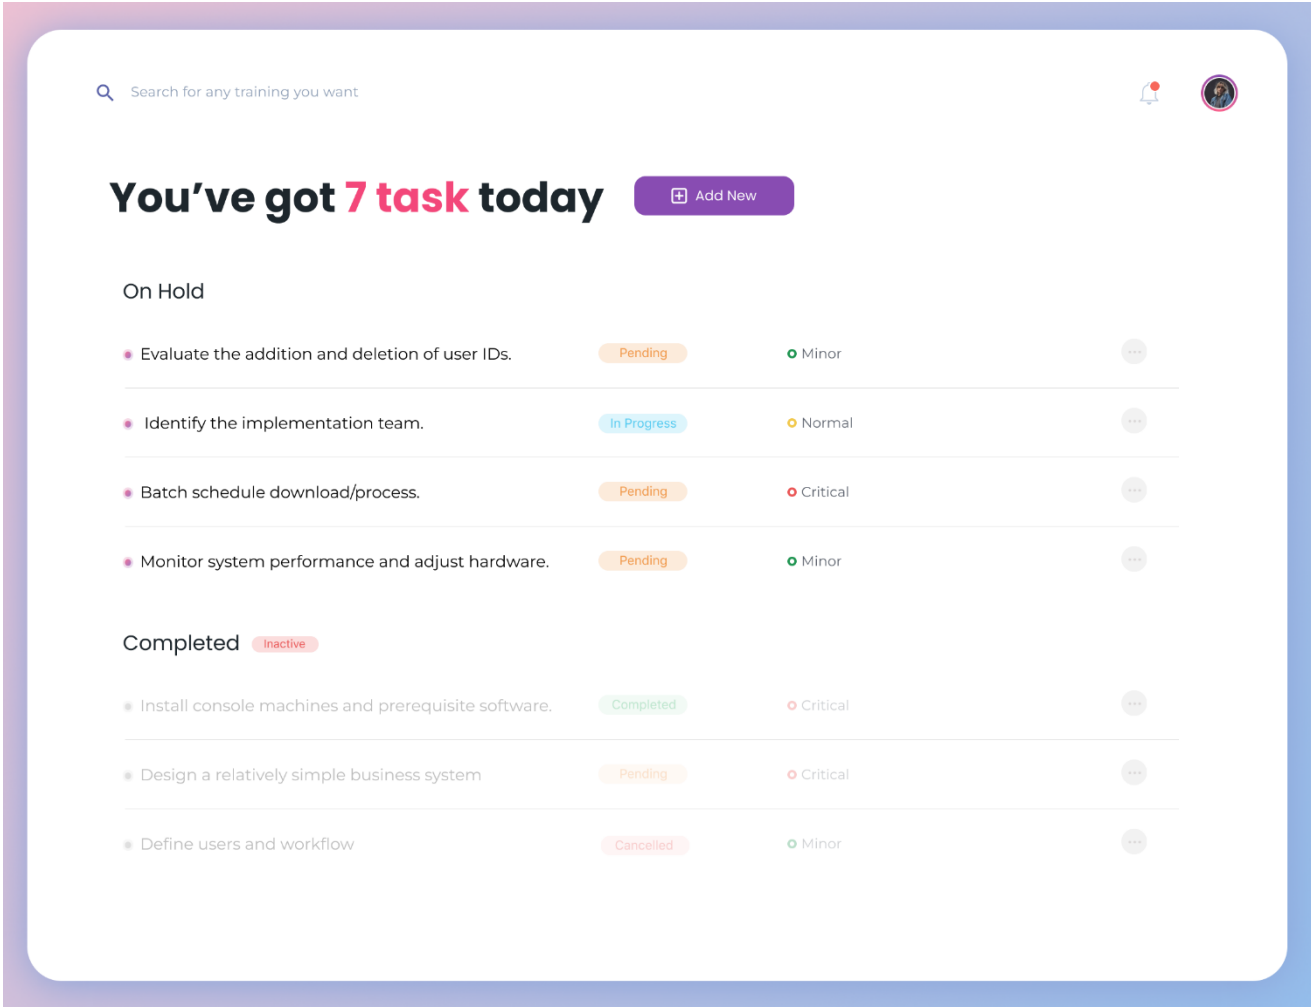 Search for any training you want
You’ve got 7 task today
Add New
On Hold
Evaluate the addition and deletion of user IDs. Pending Minor
Identify the implementation team. In Progress Normal
Batch schedule download/process. Pending Critical
Monitor system performance and adjust hardware. Pending Minor
Completed Inactive
Install console machines and prerequisite software. Completed Critical
Design a relatively simple business system Pending Critical
Define users and workflow Cancelled Minor